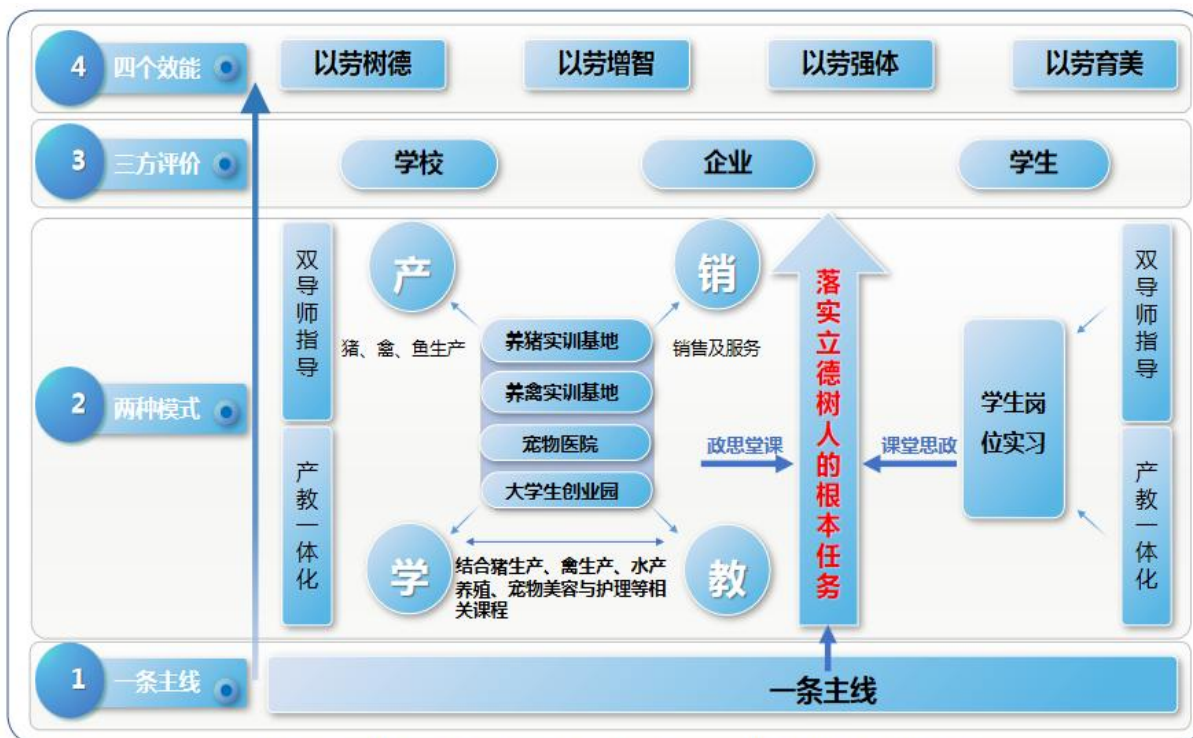 4
四个效能
以劳树德
以劳增智
以劳强体
以劳育美
3
三方评价
学校
企业
学生
2
两种模式
双导师指导
产教一体化
产
猪、禽、鱼生产
销
销售及服务
养猪实训基地
养禽实训基地
宠物医院
大学生创业园
学
教
结合猪生产、禽生产、水产
养殖、宠物美容与护理等相
关课程
政思堂课
落实立德树人的根本任务
课堂思政
学生岗
位实习
双导师指导
产教一体化
1
一条主线
一条主线